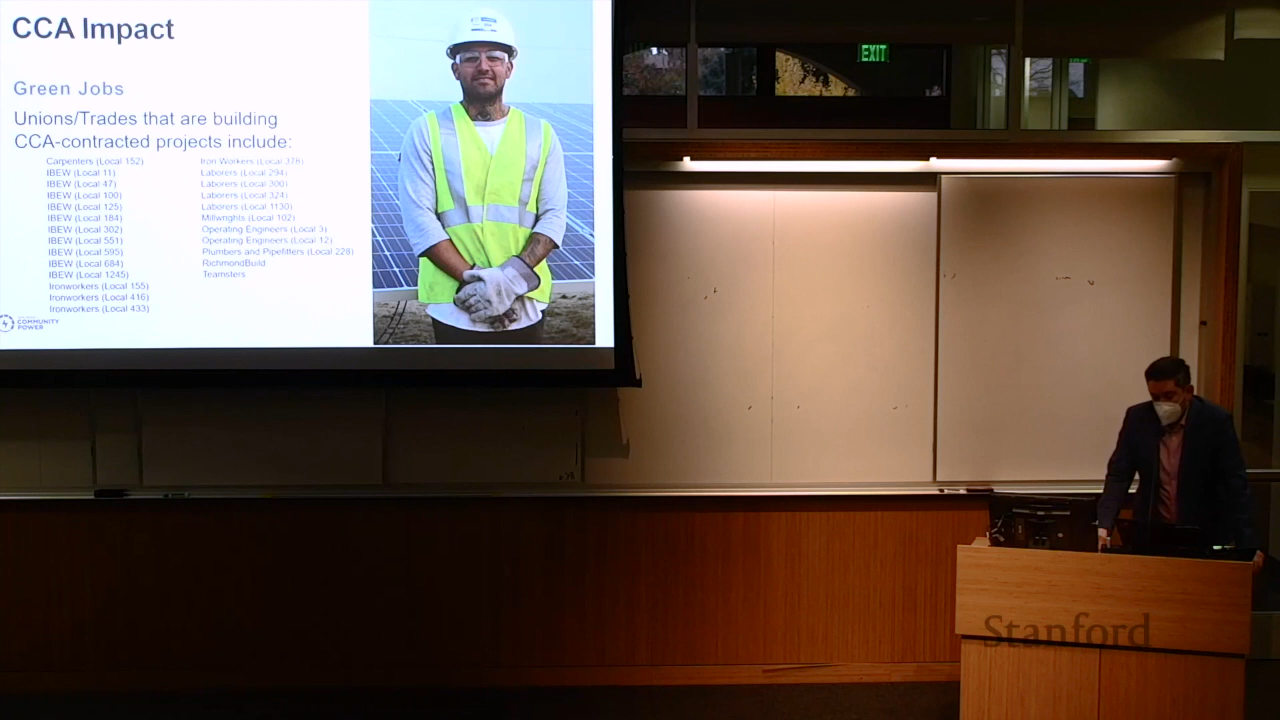 CCA Impact
Green Jobs
Unions/Trades that are building
CCA-contracted projects include:
Carpenters (Local 152)
IBEW (Local 11)
IBEW (Local 47)
IBEW (Local 100)
IBEW (Local 125)
IBEW (Local 184)
IBEW (Local 302)
IBEW (Local 551)
IBEW (Local 595)
IBEW (Local 684)
IBEW (Local 1245)
Ironworkers (Local 155)
Ironworkers (Local 416)
Ironworkers (Local 433)
Iron Workers (Local 378)
Laborers (Local 294)
Laborers (Local 300)
Laborers (Local 324)
Laborers (Local 1130)
Millwrights (Local 102)
Operating Engineers (Local 3)
Operating Engineers (Local 12)
Plumbers and Pipefitters (Local 228)
RichmondBuild
Teamsters
COMMUNITY
POWER
EXIT
Stanford